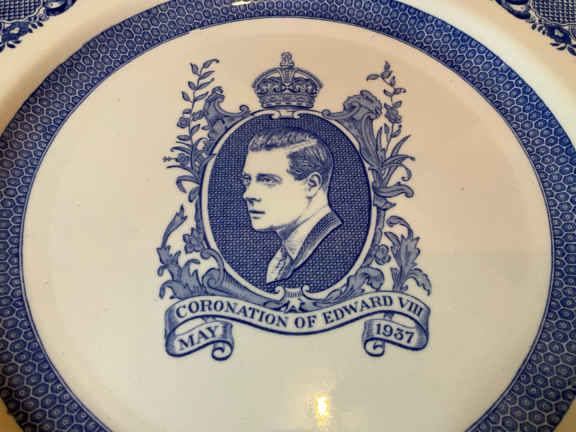 CORONATION OF EDWARD VIII
MAY 1937